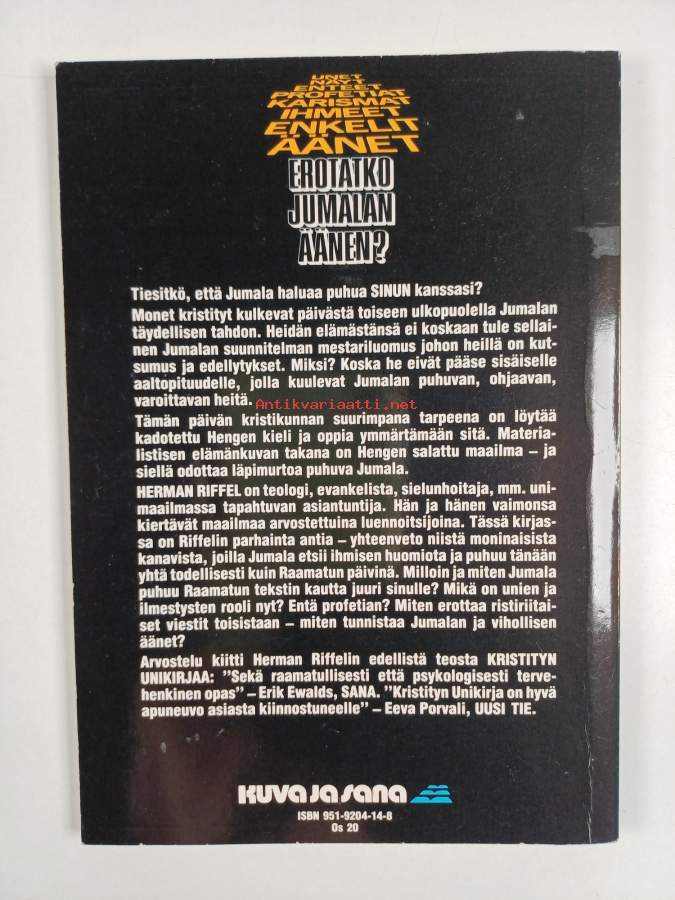 UNET
NÄYT
ENTEET
PROFETIAT
KARISMAT
IHMEET
ENKELIT
ÄÄNET
EROTATKO
JUMALAN
ÄÄNEN?
Tiesitkö, että Jumala haluaa puhua SINUN kanssasi?
Monet kristityt kulkevat päivästä toiseen ulkopuolella Jumalan
täydellisen tahdon. Heidän elämästänsä ei koskaan tule sellai-
nen Jumalan suunnitelman mestariluomus johon heillä on kut-
sumus ja edellytykset. Miksi? Koska he eivät pääse sisäiselle
aaltopituudelle, jolla kuulevat Jumalan puhuvan, ohjaavan,
varoittavan heitä.
Antikvariaatti.net
Tämän päivän kristikunnan suurimpana tarpeena on löytää
kadotettu Hengen kieli ja oppia ymmärtämään sitä. Materia-
listisen elämänkuvan takana on Hengen salattu maailma – ja
siellä odottaa läpimurtoa puhuva Jumala.
HERMAN RIFFEL on teologi, evankelista, sielunhoitaja, mm. uni-
maailmassa tapahtuvan asiantuntija. Hän ja hänen vaimonsa
kiertävät maailmaa arvostettuina luennoitsijoina. Tässä kirjas-
sa on Riffelin parhainta antia – yhteenveto niistä moninaisista
kanavista, joilla Jumala etsii ihmisen huomiota ja puhuu tänään
yhtä todellisesti kuin Raamatun päivinä. Milloin ja miten Jumala
puhuu Raamatun tekstin kautta juuri sinulle? Mikä on unien ja
ilmestysten rooli nyt? Entä profetian? Miten erottaa ristiriitai-
set viestit toisistaan – miten tunnistaa Jumalan ja vihollisen
äänet?
Arvostelu kiitti Herman Riffelin edellistä teosta KRISTITYN
UNIKIRJAA: ”Sekä raamatullisesti että psykologisesti terve-
henkinen opas” – Erik Ewalds, SANA. ”Kristityn Unikirja on hyvä
apuneuvo asiasta kiinnostuneelle” – Eeva Porvali, UUSI TIE.
KUVA JA SANA
ISBN 951-9204-14-8
Os 20